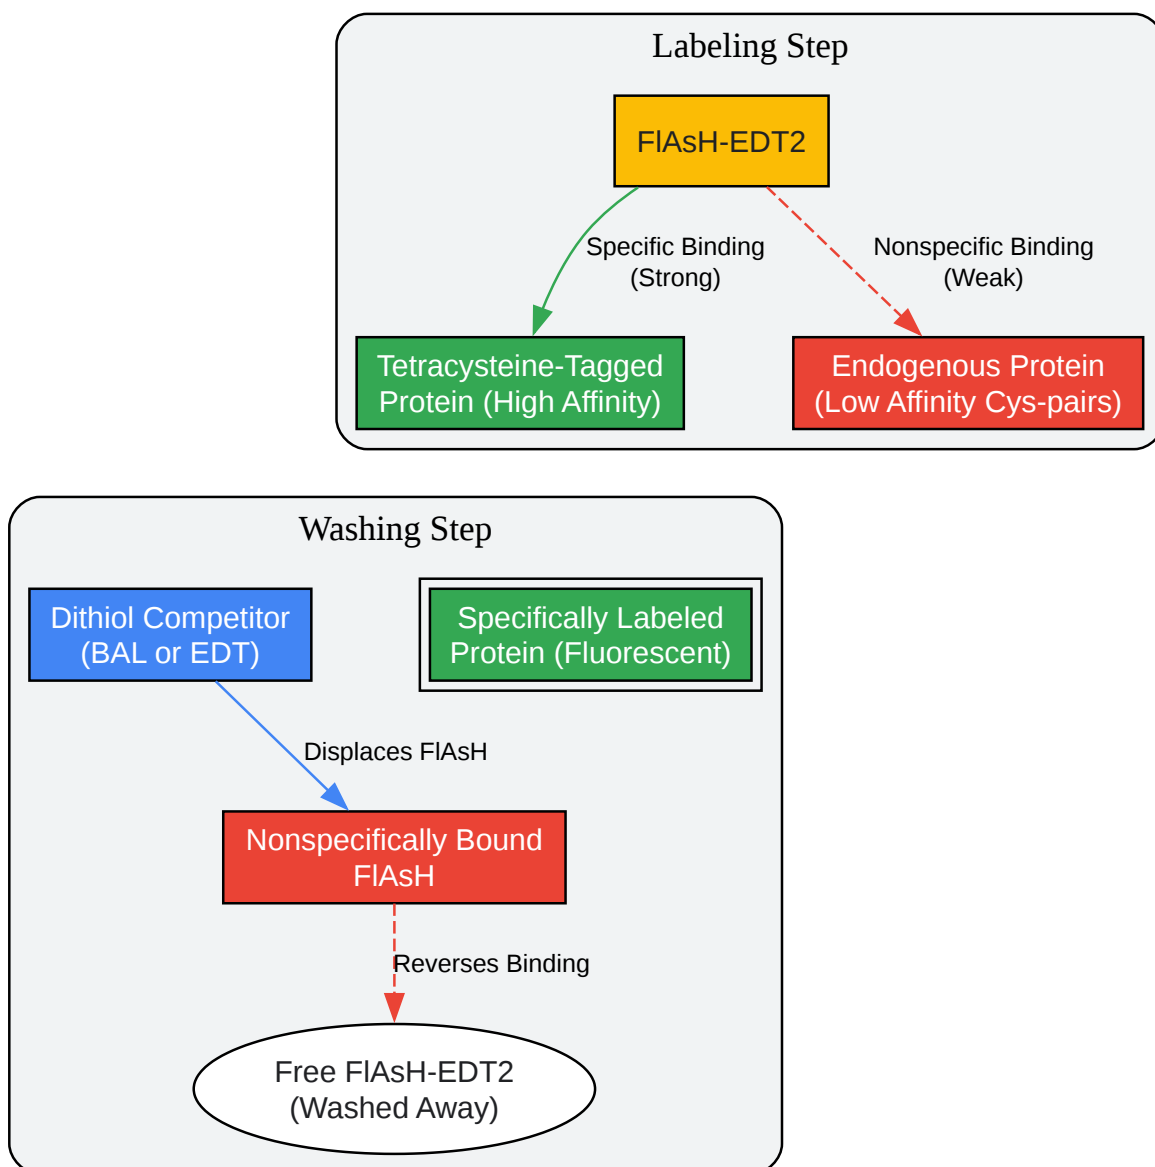 Labeling Step
FlAsH-EDT2
Specific Binding
(Strong)
Nonspecific Binding
(Weak)
Tetracysteine-Tagged
Protein (High Affinity)
Endogenous Protein
(Low Affinity Cys-pairs)
Washing Step
Dithiol Competitor
(BAL or EDT)
Specifically Labeled
Protein (Fluorescent)
Displaces FlAsH
Nonspecifically Bound
FlAsH
Reverses Binding
Free FlAsH-EDT2
(Washed Away)